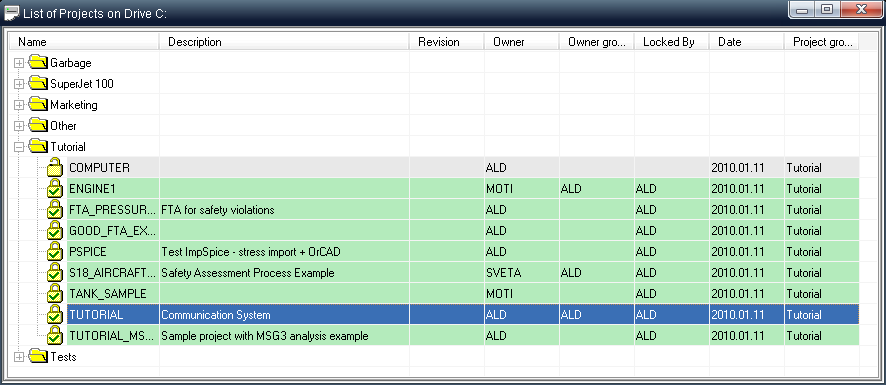 List of Projects on Drive C:
Name Description Revision Owner Owner gro... Locked By Date Project gro...
Garbage
SuperJet 100
Marketing
Other
Tutorial
COMPUTER ALD 2010.01.11 Tutorial
ENGINE1 MOTI ALD ALD 2010.01.11 Tutorial
FTA_PRESSUR... FTA for safety violations ALD ALD 2010.01.11 Tutorial
GOOD_FTA_EX... ALD ALD 2010.01.11 Tutorial
PSPICE Test ImpSpice - stress import + OrCAD ALD ALD 2010.01.11 Tutorial
S18_AIRCRAFT... Safety Assessment Process Example SVETA ALD ALD 2010.01.11 Tutorial
TANK_SAMPLE MOTI ALD 2010.01.11 Tutorial
TUTORIAL Communication System ALD ALD ALD 2010.01.11 Tutorial
TUTORIAL_MS... Sample project with MSG3 analysis example ALD ALD 2010.01.11 Tutorial
Tests